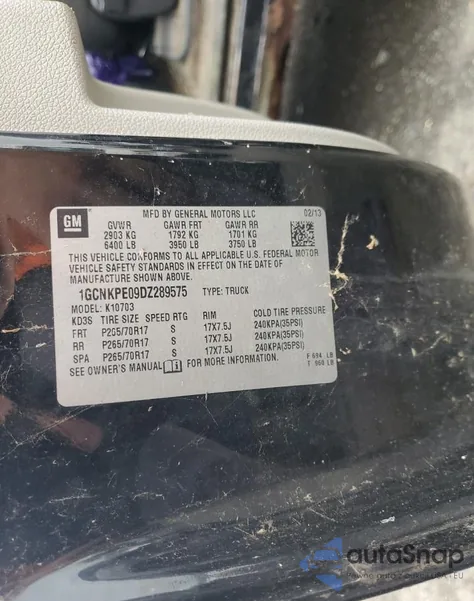 GM
MFD BY GENERAL MOTORS LLC 02/13
GVWR GAWR FRT GAWR RR
2903 KG 1792 KG 1701 KG
6400 LB 3950 LB 3750 LB
THIS VEHICLE CONFORMS TO ALL APPLICABLE U.S. FEDERAL MOTOR
VEHICLE SAFETY STANDARDS IN EFFECT ON THE DATE OF
MANUFACTURE SHOWN ABOVE.
1GCNKPE09DZ289575 TYPE: TRUCK
MODEL: K10703
KD3S TIRE SIZE SPEED RTG RIM COLD TIRE PRESSURE
FRT P265/70R17 S 17X7.5J 240KPA(35PSI)
RR P265/70R17 S 17X7.5J 240KPA(35PSI)
SPA P265/70R17 S 17X7.5J 240KPA(35PSI)
SEE OWNER'S MANUAL FOR MORE INFORMATION.
F 694 LB
T 968 LB
autoSnap